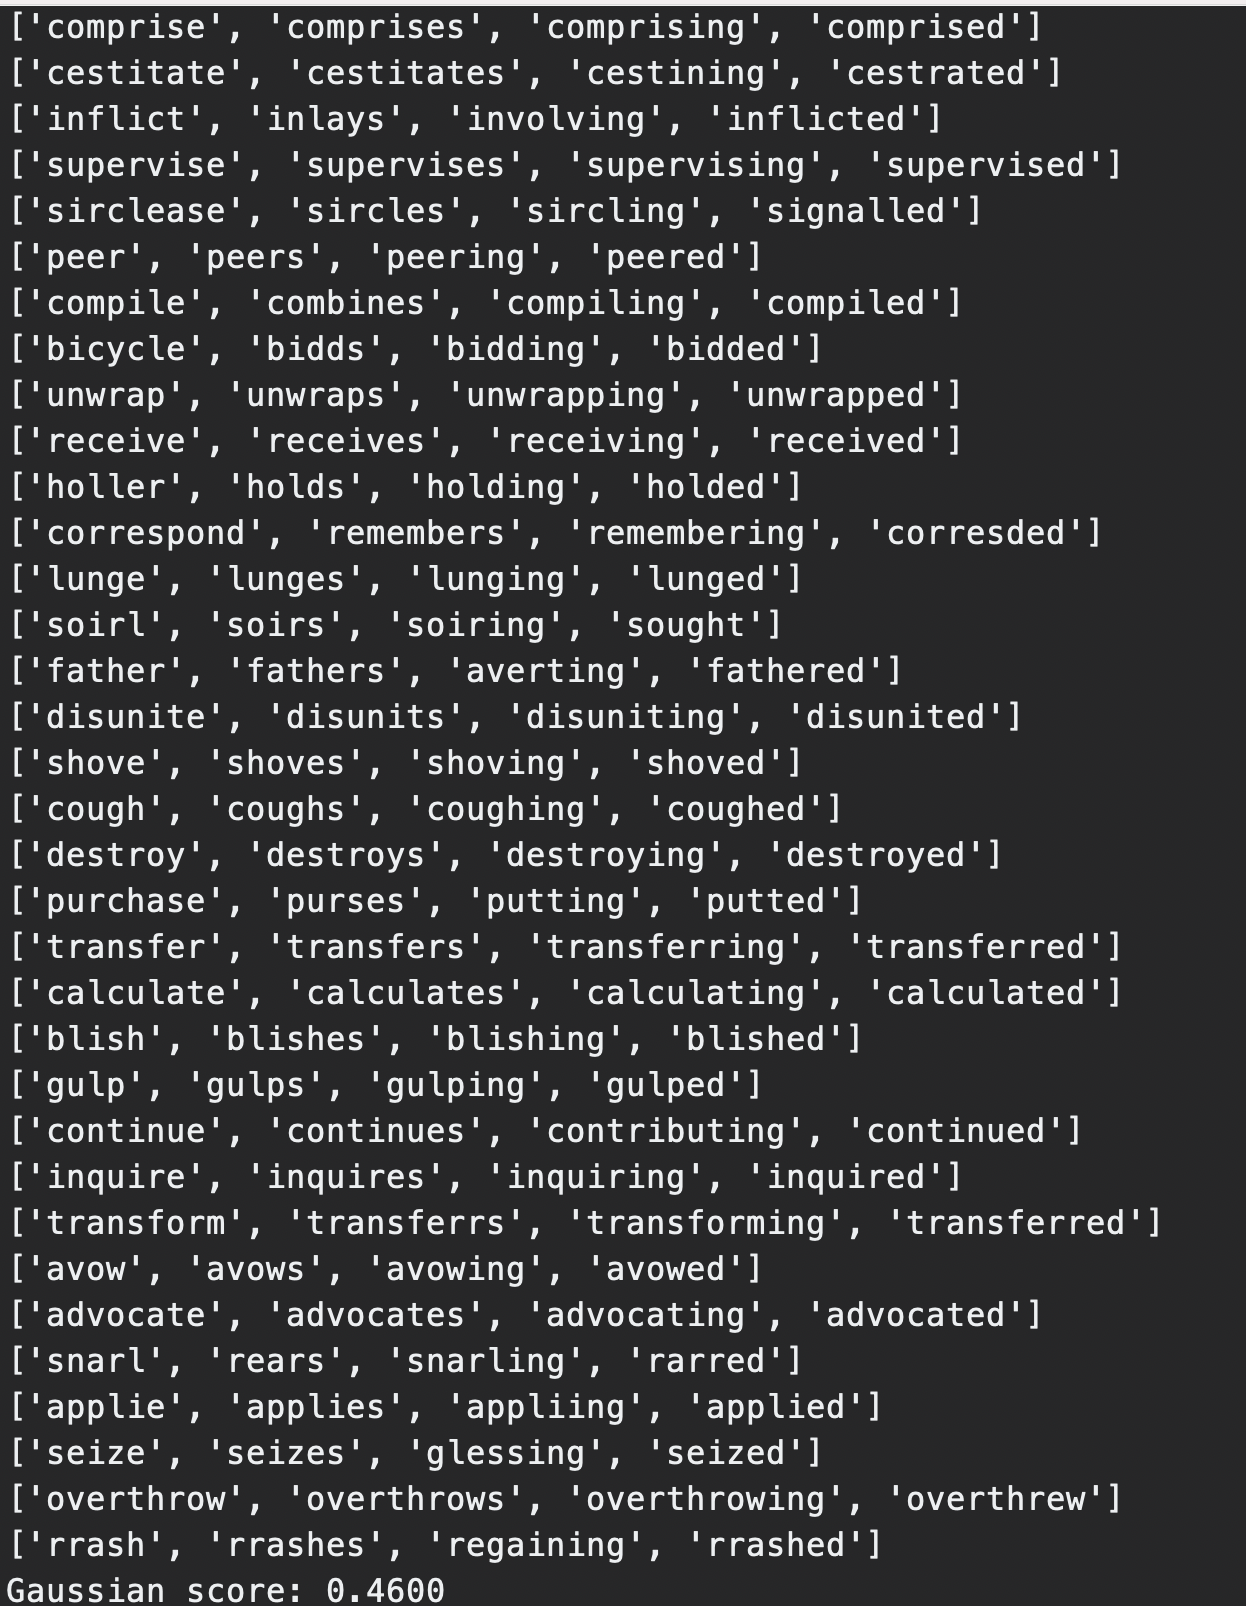 ['comprise', 'comprises', 'comprising', 'comprised']
['cestitate', 'cestitates', 'cestining', 'cestrated']
['inflict', 'inlays', 'involving', 'inflicted']
['supervise', 'supervises', 'supervising', 'supervised']
['sirclease', 'sircles', 'sircling', 'signalled']
['peer', 'peers', 'peering', 'peered']
['compile', 'combines', 'compiling', 'compiled']
['bicycle', 'bidds', 'bidding', 'bidded']
['unwrap', 'unwraps', 'unwrapping', 'unwrapped']
['receive', 'receives', 'receiving', 'received']
['holler', 'holds', 'holding', 'holded']
['correspond', 'remembers', 'remembering', 'corresded']
['lunge', 'lunges', 'lunging', 'lunged']
['soirl', 'soirs', 'soiring', 'sought']
['father', 'fathers', 'averting', 'fathered']
['disunite', 'disunits', 'disuniting', 'disunited']
['shove', 'shoves', 'shoving', 'shoved']
['cough', 'coughs', 'coughing', 'coughed']
['destroy', 'destroys', 'destroying', 'destroyed']
['purchase', 'purses', 'putting', 'putted']
['transfer', 'transfers', 'transferring', 'transferred']
['calculate', 'calculates', 'calculating', 'calculated']
['blish', 'blishes', 'blishing', 'blished']
['gulp', 'gulps', 'gulping', 'gulped']
['continue', 'continues', 'contributing', 'continued']
['inquire', 'inquires', 'inquiring', 'inquired']
['transform', 'transferrs', 'transforming', 'transferred']
['avow', 'avows', 'avowing', 'avowed']
['advocate', 'advocates', 'advocating', 'advocated']
['snarl', 'rears', 'snarling', 'rarred']
['applie', 'applies', 'appliing', 'applied']
['seize', 'seizes', 'glessing', 'seized']
['overthrow', 'overthrows', 'overthrowing', 'overthrew']
['rrash', 'rrashes', 'regaining', 'rrashed']
Gaussian score: 0.4600